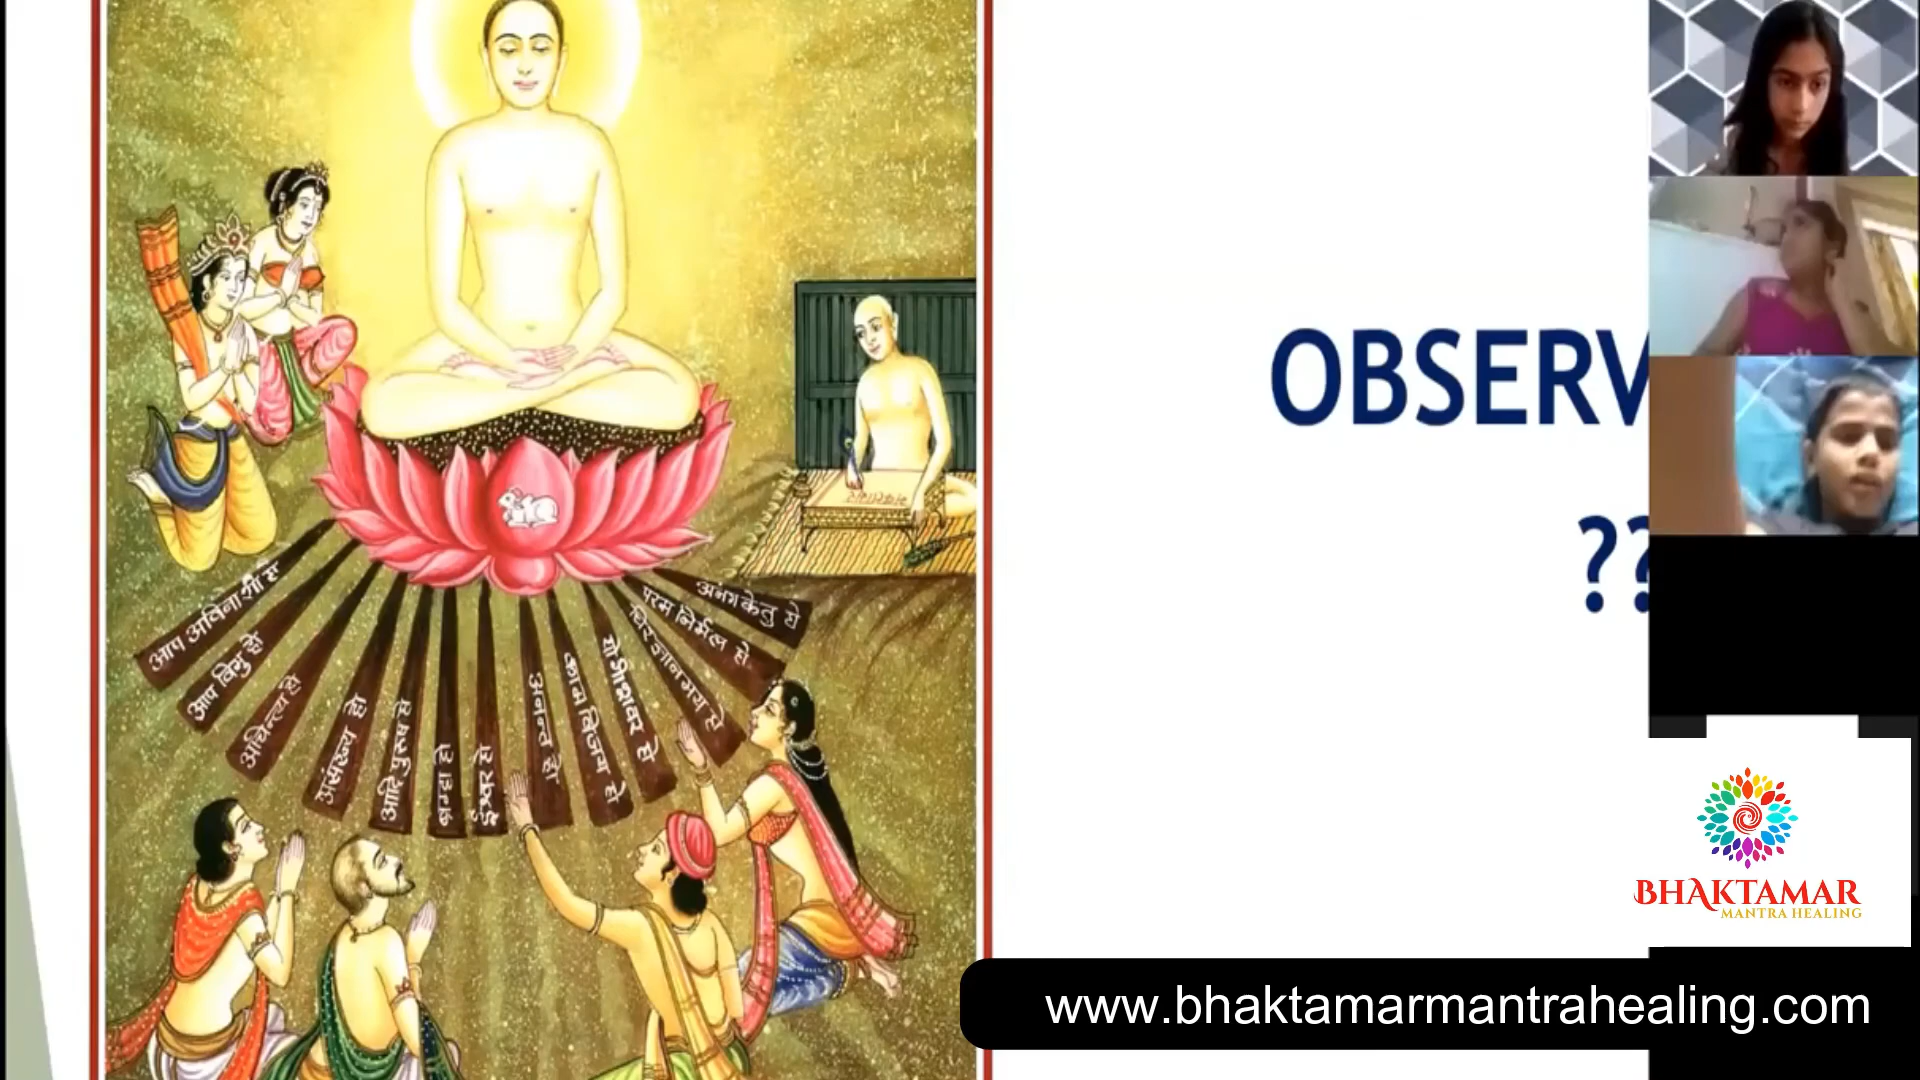 OBSERV
??
आप अविनाशी हो
आप विभु हो
अचिन्त्य हो
असंख्य हो
आदि पुरुष हो
ब्रह्मा हो
ईश्वर हो
अनन्त हो
काम विजय हो
योगीश्वर हो
परम निर्मल हो
अनंगकेतु हो
BHAKTAMAR
MANTRA HEALING
www.bhaktamarmantrahealing.com